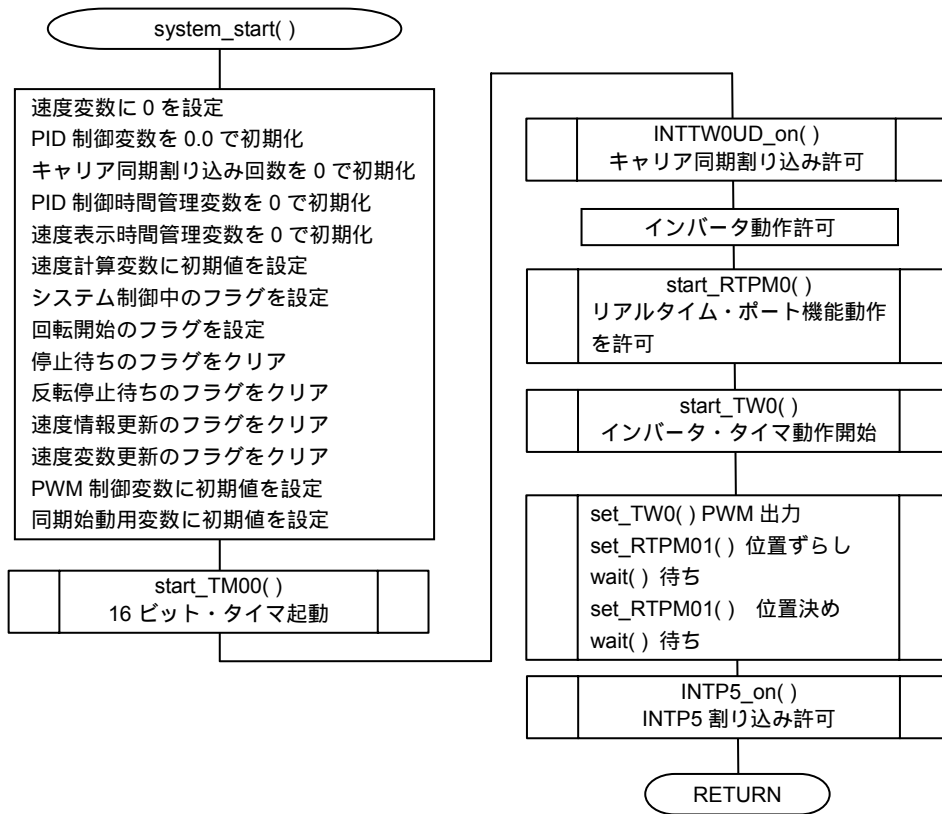 system_start( )
速度変数に 0 を設定
PID 制御変数を 0.0 で初期化
キャリア同期割り込み回数を 0 で初期化
PID 制御時間管理変数を 0 で初期化
速度表示時間管理変数を 0 で初期化
速度計算変数に初期値を設定
システム制御中のフラグを設定
回転開始のフラグを設定
停止待ちのフラグをクリア
反転停止待ちのフラグをクリア
速度情報更新のフラグをクリア
速度変数更新のフラグをクリア
PWM 制御変数に初期値を設定
同期始動用変数に初期値を設定
start_TM00( )
16 ビット・タイマ起動
INTTW0UD_on( )
キャリア同期割り込み許可
インバータ動作許可
start_RTPM0( )
リアルタイム・ポート機能動作
を許可
start_TW0( )
インバータ・タイマ動作開始
set_TW0( ) PWM 出力
set_RTPM01( ) 位置ずらし
wait( ) 待ち
set_RTPM01( ) 位置決め
wait( ) 待ち
INTP5_on( )
INTP5 割り込み許可
RETURN